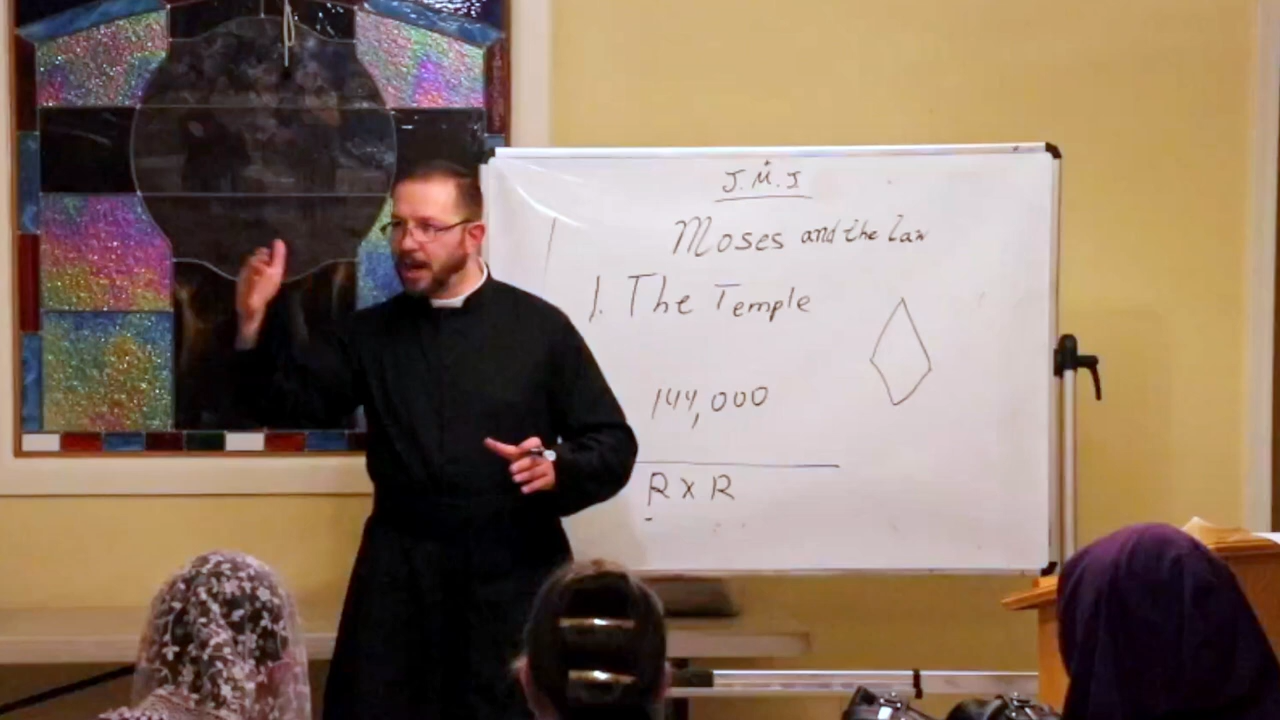 J.M.J
Moses and the Law
1. The Temple
144,000
R x R